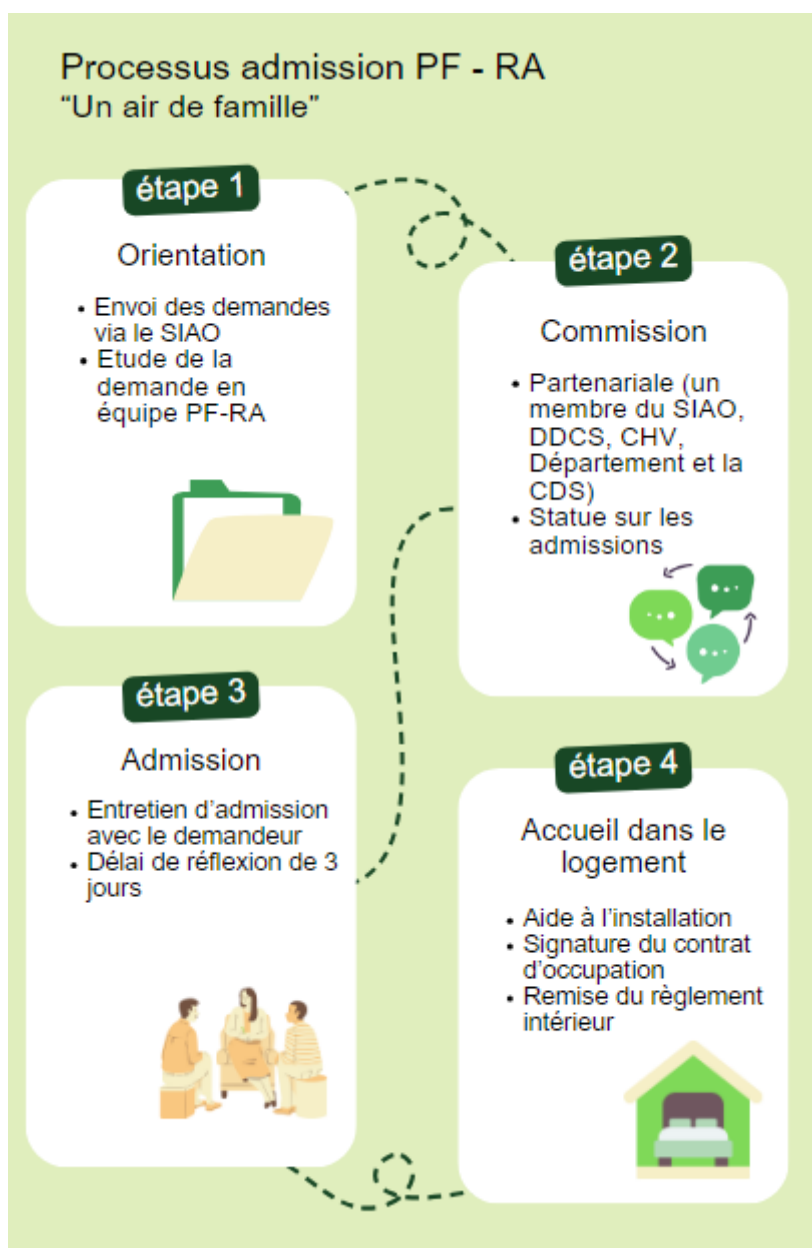 Processus admission PF - RA
“Un air de famille”
étape 1
Orientation
• Envoi des demandes
via le SIAO
• Etude de la
demande en
équipe PF-RA
étape 2
Commission
• Partenariale (un
membre du SIAO,
DDCS, CHV,
Département et la
CDS)
• Statue sur les
admissions
étape 3
Admission
• Entretien d’admission
avec le demandeur
• Délai de réflexion de 3
jours
étape 4
Accueil dans le
logement
• Aide à l’installation
• Signature du contrat
d’occupation
• Remise du règlement
intérieur